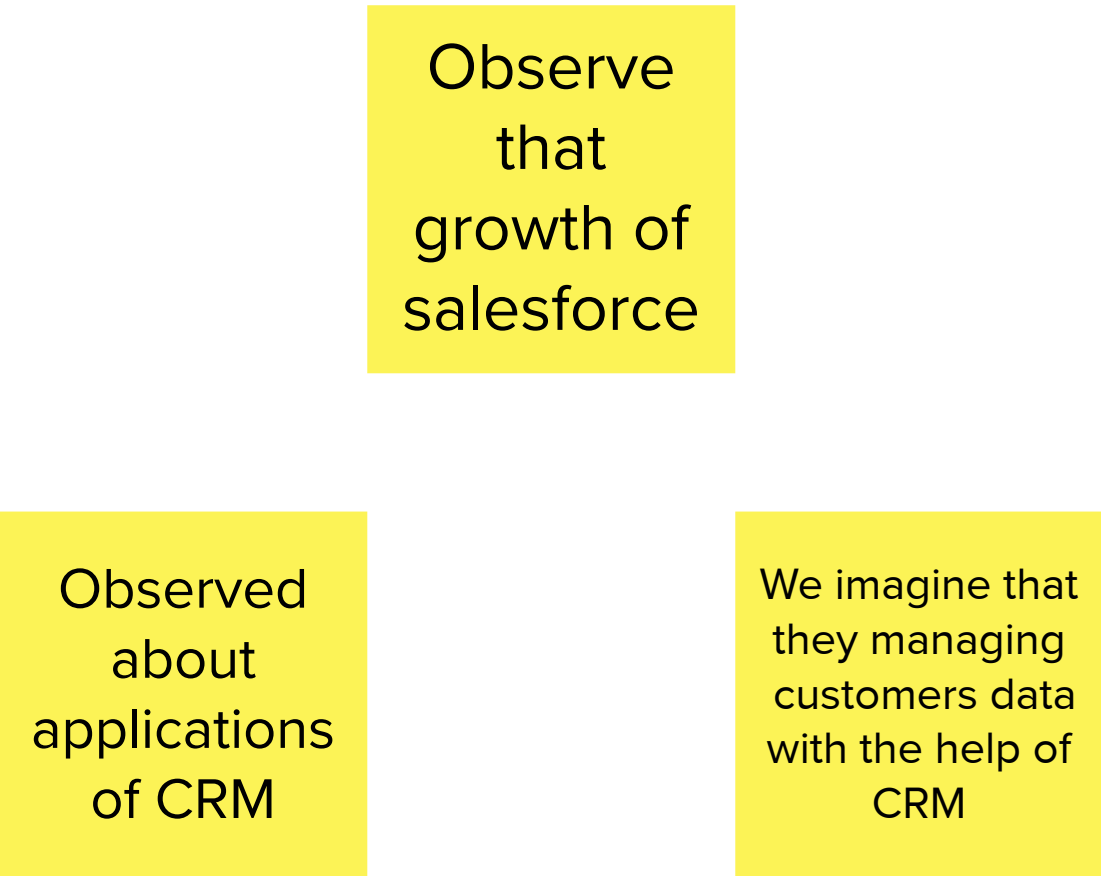 Observe
that
growth of
salesforce
Observed
about
applications
of CRM
We imagine that
they managing
customers data
with the help of
CRM